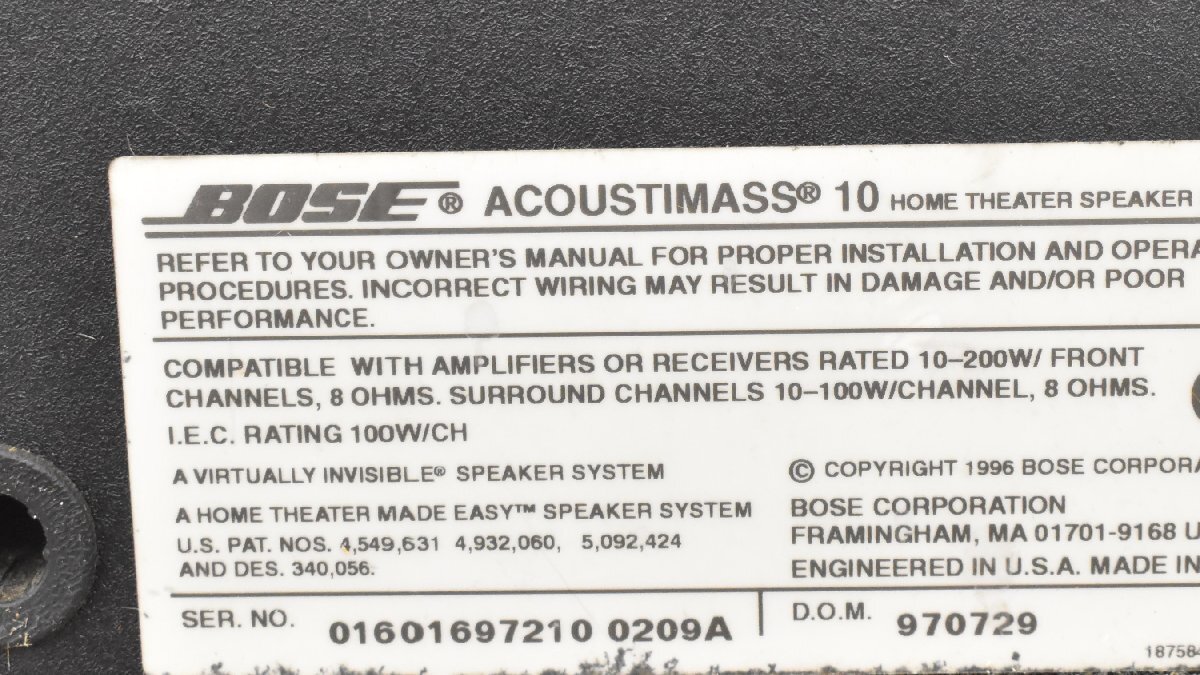 BOSE® ACOUSTIMASS® 10 HOME THEATER SPEAKER
REFER TO YOUR OWNER'S MANUAL FOR PROPER INSTALLATION AND OPERA
PROCEDURES. INCORRECT WIRING MAY RESULT IN DAMAGE AND/OR POOR
PERFORMANCE.
COMPATIBLE WITH AMPLIFIERS OR RECEIVERS RATED 10–200W/ FRONT
CHANNELS, 8 OHMS. SURROUND CHANNELS 10–100W/CHANNEL, 8 OHMS.
I.E.C. RATING 100W/CH
A VIRTUALLY INVISIBLE® SPEAKER SYSTEM
A HOME THEATER MADE EASY™ SPEAKER SYSTEM
U.S. PAT. NOS. 4,549,631 4,932,060, 5,092,424
AND DES. 340,056.
© COPYRIGHT 1996 BOSE CORPORA
BOSE CORPORATION
FRAMINGHAM, MA 01701-9168 U
ENGINEERED IN U.S.A. MADE IN
SER. NO. 01601697210 0209A
D.O.M. 970729
18758